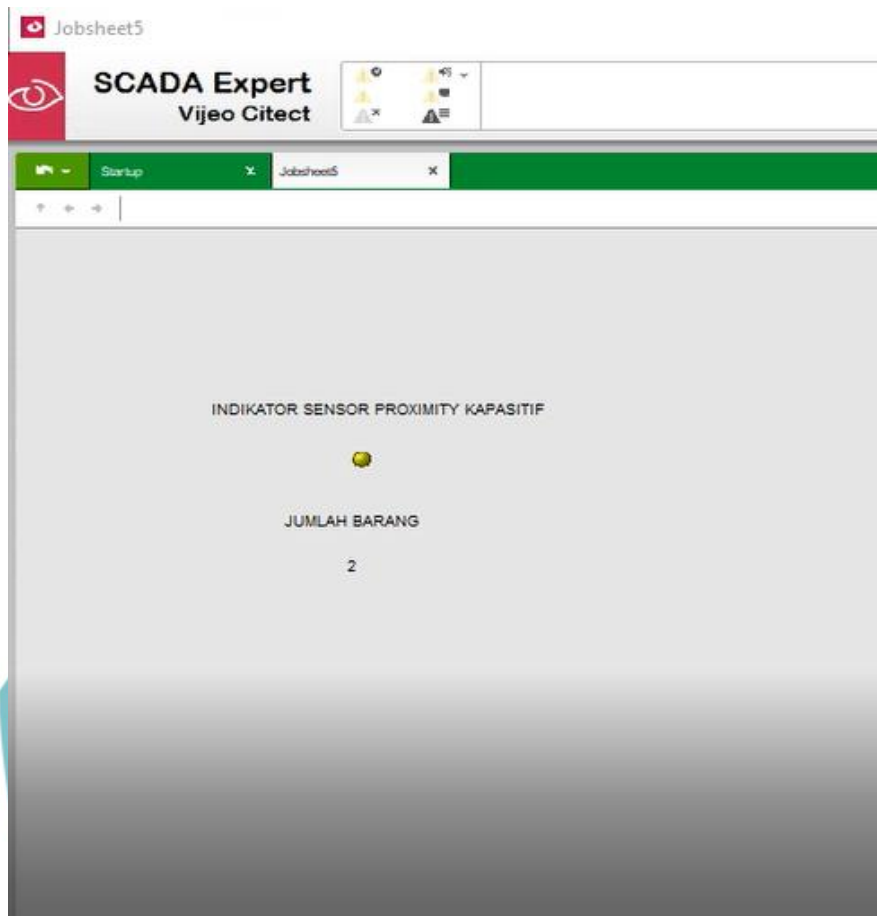 Jobsheet5
SCADA Expert
Vijeo Citect
Startup
Jobsheet5
INDIKATOR SENSOR PROXIMITY KAPASITIF
JUMLAH BARANG
2